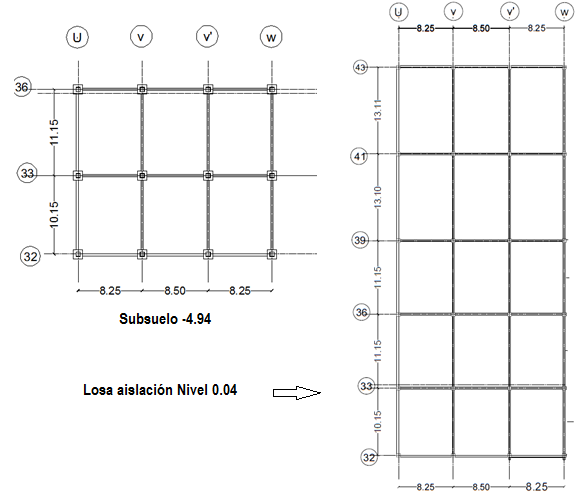 U v v' w
36
11.15
33
10.15
32
8.25 8.50 8.25
Subsuelo -4.94
Losa aislación Nivel 0.04
U v v' w
8.25 8.50 8.25
43
13.11
41
13.10
39
11.15
36
11.15
33
10.15
32
8.25 8.50 8.25